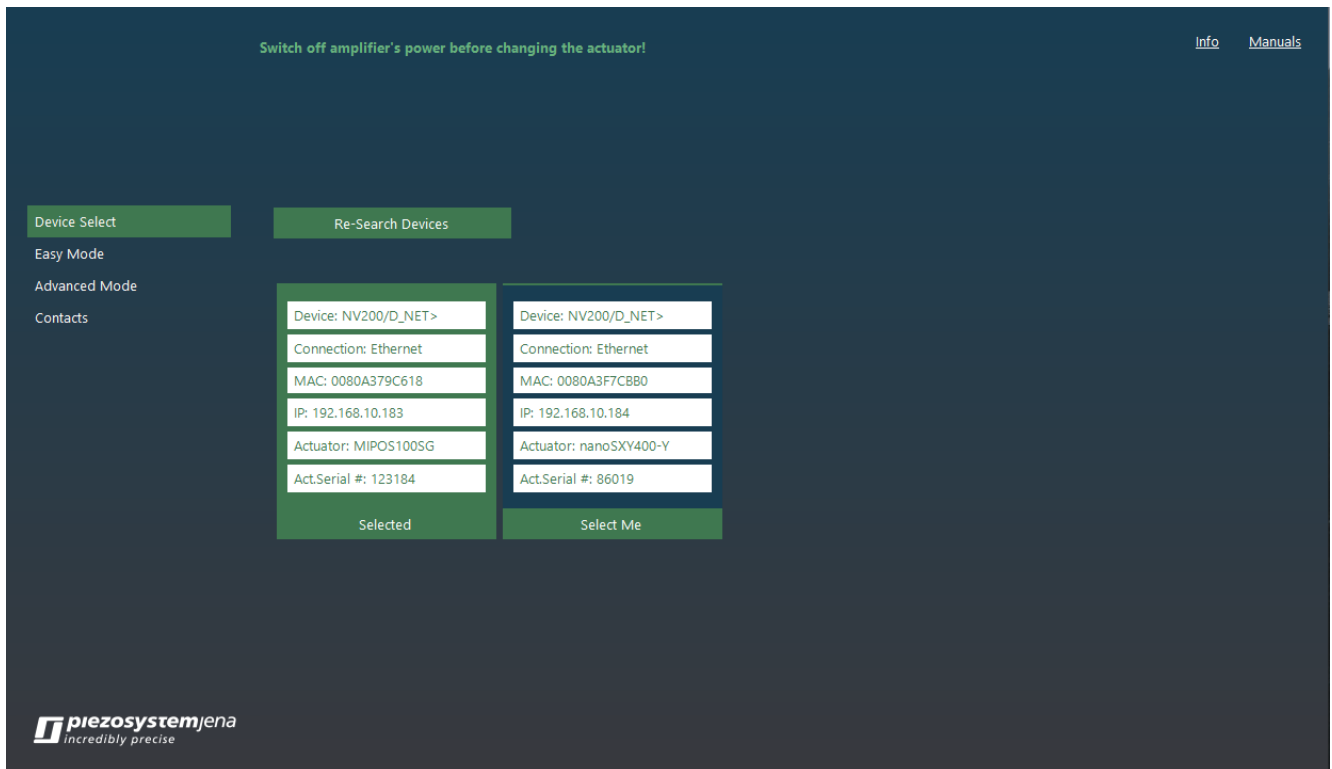 Switch off amplifier's power before changing the actuator!
Info
Manuals
Device Select
Easy Mode
Advanced Mode
Contacts
Re-Search Devices
Device: NV200/D_NET>
Connection: Ethernet
MAC: 0080A379C618
IP: 192.168.10.183
Actuator: MIPOS100SG
Act.Serial #: 123184
Selected
Device: NV200/D_NET>
Connection: Ethernet
MAC: 0080A3F7CBB0
IP: 192.168.10.184
Actuator: nanoSXY400-Y
Act.Serial #: 86019
Select Me
piezosystemjena
incredibly precise